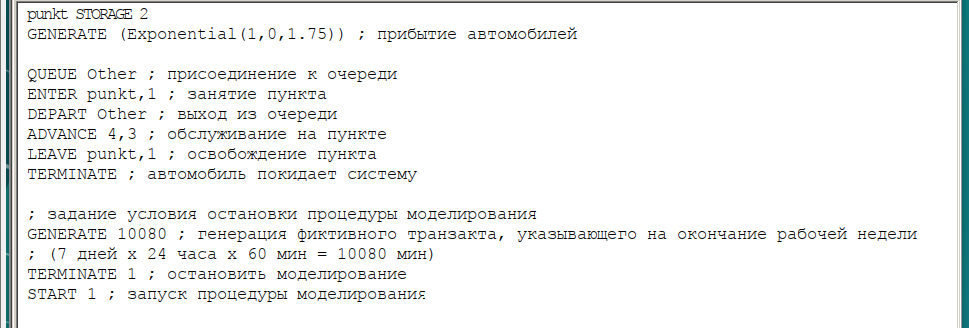 punkt STORAGE 2
GENERATE (Exponential(1,0,1.75)) ; прибытие автомобилей
QUEUE Other ; присоединение к очереди
ENTER punkt,1 ; занятие пункта
DEPART Other ; выход из очереди
ADVANCE 4,3 ; обслуживание на пункте
LEAVE punkt,1 ; освобождение пункта
TERMINATE ; автомобиль покидает систему
; задание условия остановки процедуры моделирования
GENERATE 10080 ; генерация фиктивного транзакта, указывающего на окончание рабочей недели
; (7 дней x 24 часа x 60 мин = 10080 мин)
TERMINATE 1 ; остановить моделирование
START 1 ; запуск процедуры моделирования